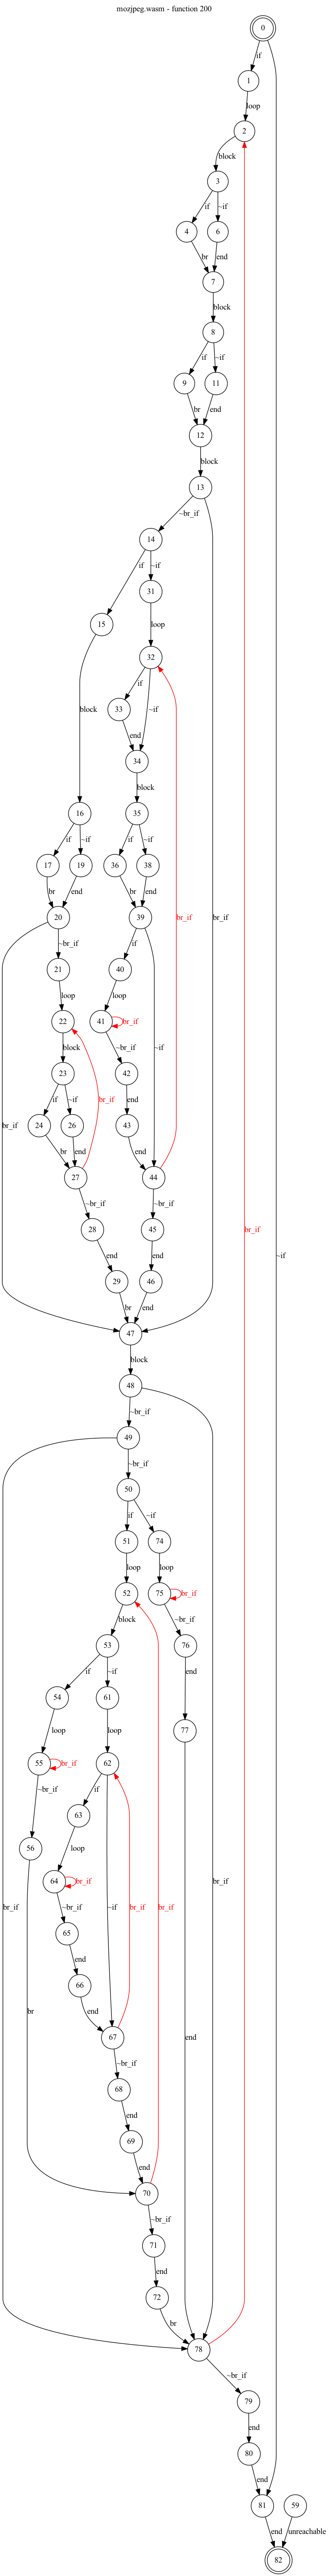 mozjpeg.wasm - function 200
0
if
1
loop
2
block
3
if
~if
4
6
br
end
7
block
8
if
~if
9
11
br
end
12
block
13
~br_if
14
if
~if
31
15
loop
block
32
if
33
~if
end
34
block
16
35
if
~if
if
~if
17
19
36
38
br
end
br
end
20
39
br_if
br_if
if
~br_if
21
40
loop
loop
22
41
br_if
~if
block
~br_if
23
42
if
~if
br_if
end
24
26
43
br_if
br
end
end
27
44
~br_if
~br_if
28
45
br_if
~if
end
end
29
46
br
end
47
block
48
~br_if
49
~br_if
50
if
~if
51
74
loop
loop
52
75
br_if
block
~br_if
53
76
if
~if
end
54
61
77
loop
loop
55
br_if
62
~br_if
if
63
56
loop
64
br_if
br_if
~br_if
~if
br_if
br_if
br_if
65
end
66
br
end
end
67
~br_if
68
end
69
end
70
~br_if
71
end
72
br
78
~br_if
79
end
80
end
81
59
end
unreachable
82